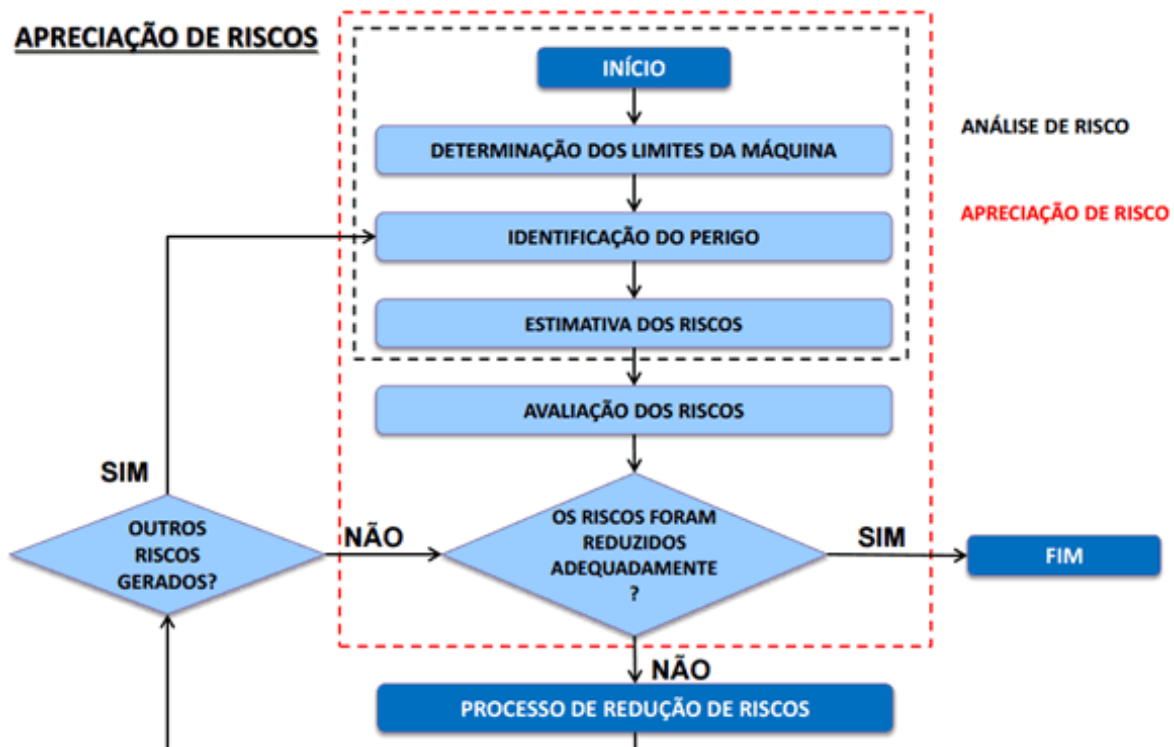 APRECIAÇÃO DE RISCOS
INÍCIO
ANÁLISE DE RISCO
DETERMINAÇÃO DOS LIMITES DA MÁQUINA
APRECIAÇÃO DE RISCO
IDENTIFICAÇÃO DO PERIGO
ESTIMATIVA DOS RISCOS
AVALIAÇÃO DOS RISCOS
SIM
OUTROS
RISCOS
GERADOS?
NÃO
OS RISCOS FORAM
REDUZIDOS
ADEQUADAMENTE
?
SIM
FIM
NÃO
PROCESSO DE REDUÇÃO DE RISCOS